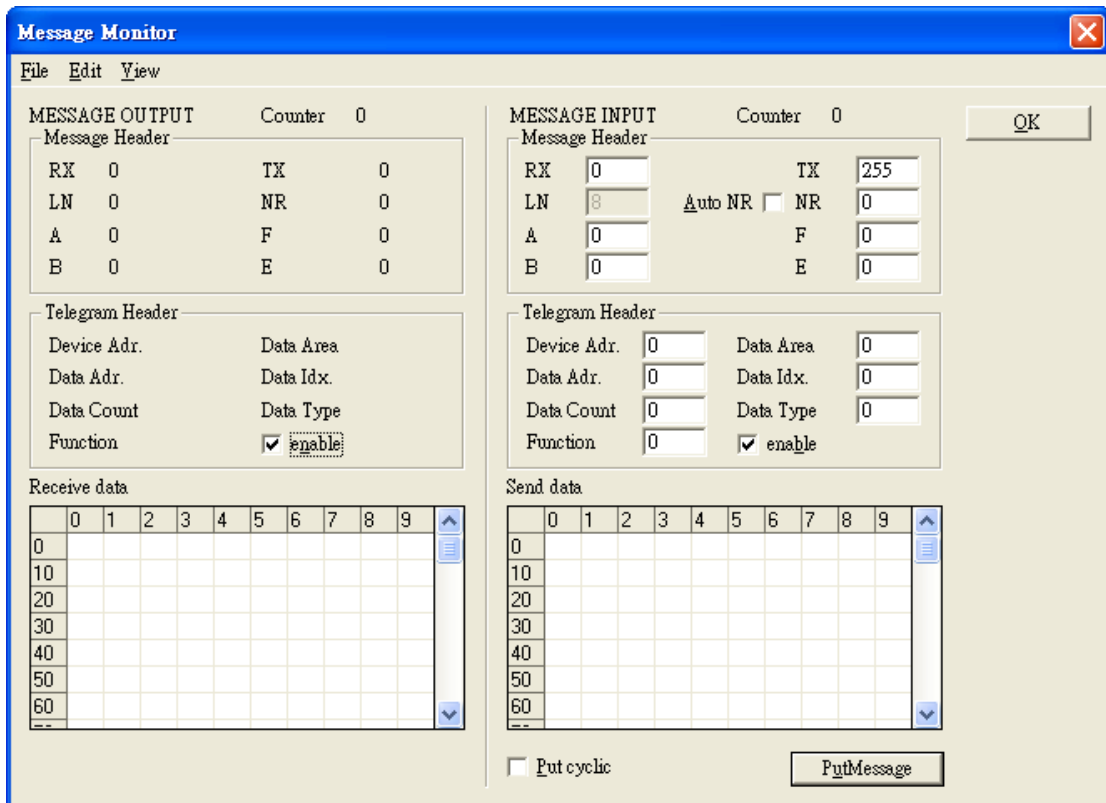 Message Monitor
File Edit View
MESSAGE OUTPUT Counter 0
Message Header
RX 0 TX 0
LN 0 NR 0
A 0 F 0
B 0 E 0
Telegram Header
Device Adr. Data Area
Data Adr. Data Idx.
Data Count Data Type
Function enable
Receive data
0 1 2 3 4 5 6 7 8 9
0
10
20
30
40
50
60
MESSAGE INPUT Counter 0
Message Header
RX 0 TX 255
LN 8 Auto NR NR 0
A 0 F 0
B 0 E 0
Telegram Header
Device Adr. 0 Data Area 0
Data Adr. 0 Data Idx. 0
Data Count 0 Data Type 0
Function 0 enable
Send data
0 1 2 3 4 5 6 7 8 9
0
10
20
30
40
50
60
Put cyclic PutMessage
OK